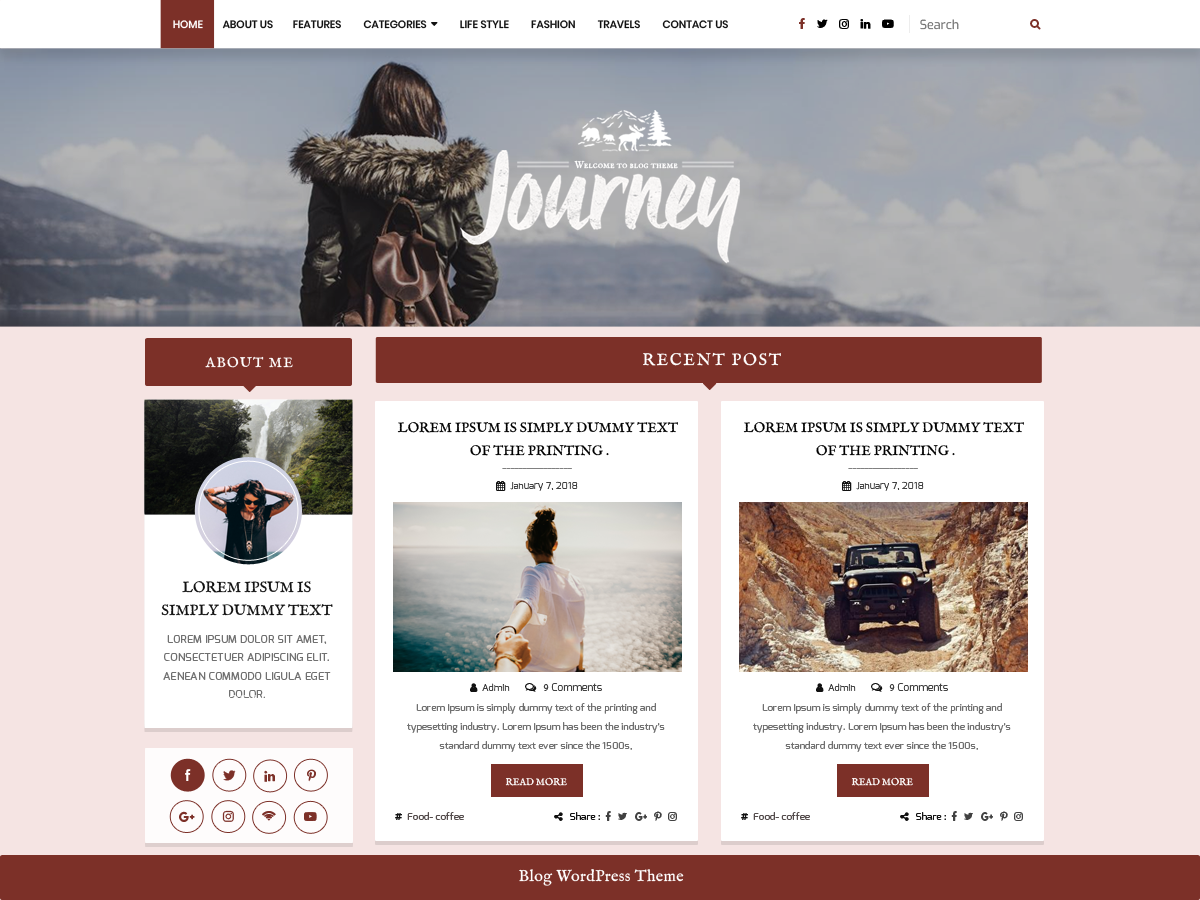 HOME ABOUT US FEATURES CATEGORIES LIFE STYLE FASHION TRAVELS CONTACT US Search
WELCOME TO BLOG THEME
Journey
ABOUT ME
LOREM IPSUM IS
SIMPLY DUMMY TEXT
LOREM IPSUM DOLOR SIT AMET,
CONSECTETUER ADIPISCING ELIT.
AENEAN COMMODO LIGULA EGET
DOLOR.
RECENT POST
LOREM IPSUM IS SIMPLY DUMMY TEXT
OF THE PRINTING .
January 7, 2018
Admin 9 Comments
Lorem Ipsum is simply dummy text of the printing and
typesetting industry. Lorem Ipsum has been the industry's
standard dummy text ever since the 1500s,
READ MORE
# Food- coffee Share :
LOREM IPSUM IS SIMPLY DUMMY TEXT
OF THE PRINTING .
January 7, 2018
Admin 9 Comments
Lorem Ipsum is simply dummy text of the printing and
typesetting industry. Lorem Ipsum has been the industry's
standard dummy text ever since the 1500s,
READ MORE
# Food- coffee Share :
Blog WordPress Theme